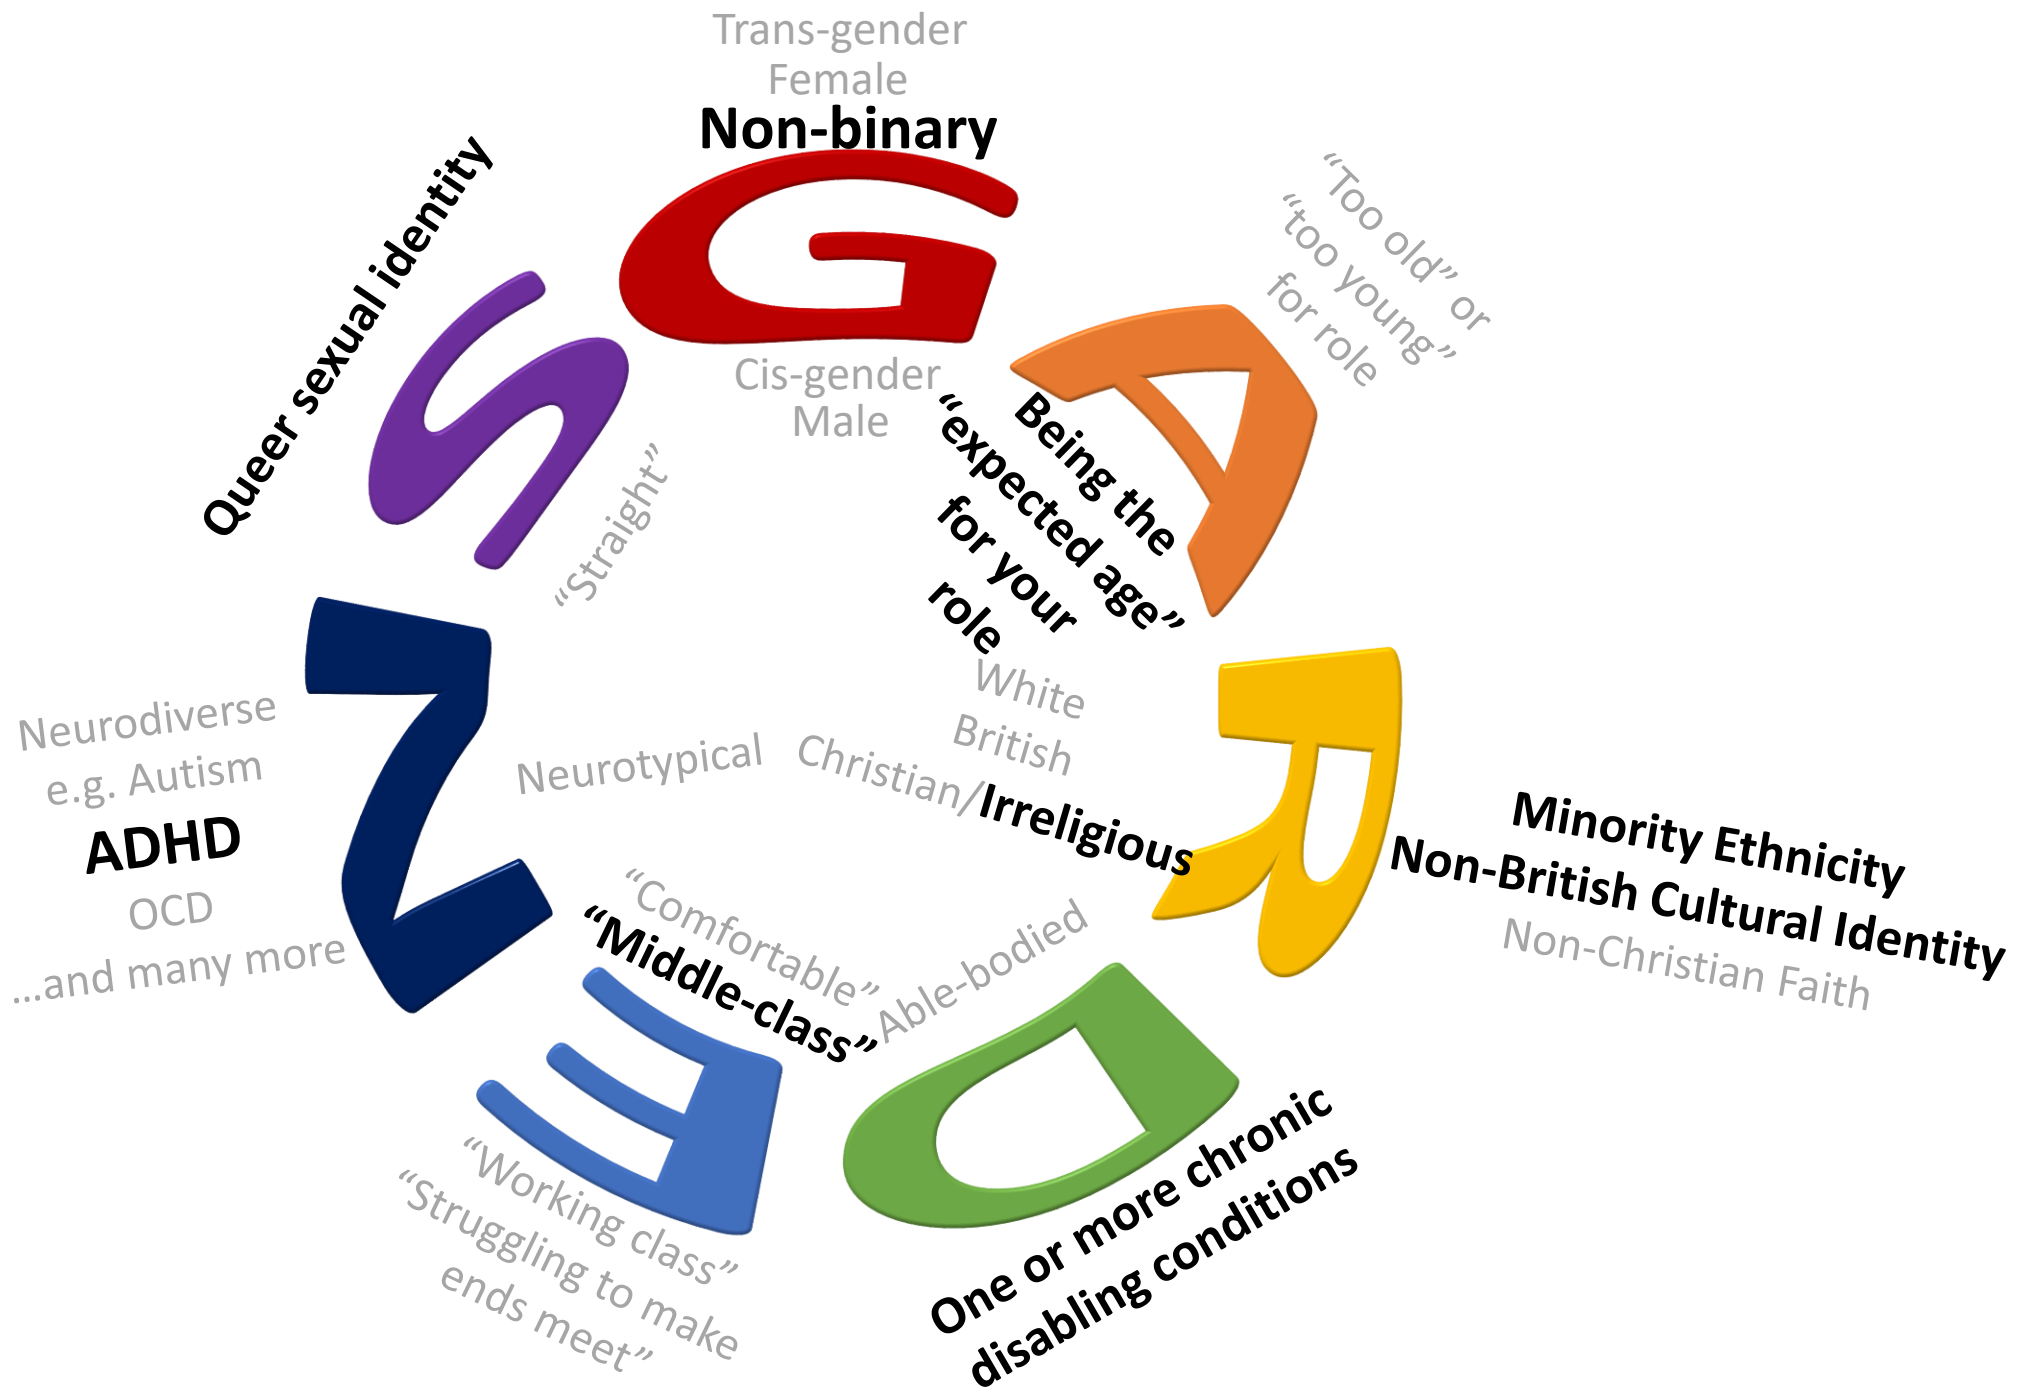 Trans-gender
Female
Non-binary
G
Cis-gender
Male
“Too old” or
“too young”
for role
A
Being the
“expected age”
for your
role
White
British
Christian/Irreligious
R
Minority Ethnicity
Non-British Cultural Identity
Non-Christian Faith
Able-bodied
D
One or more chronic
disabling conditions
“Comfortable”
“Middle-class”
E
“Working class”
“Struggling to make
ends meet”
Neurotypical
N
Neurodiverse
e.g. Autism
ADHD
OCD
...and many more
Queer sexual identity
S
“Straight”